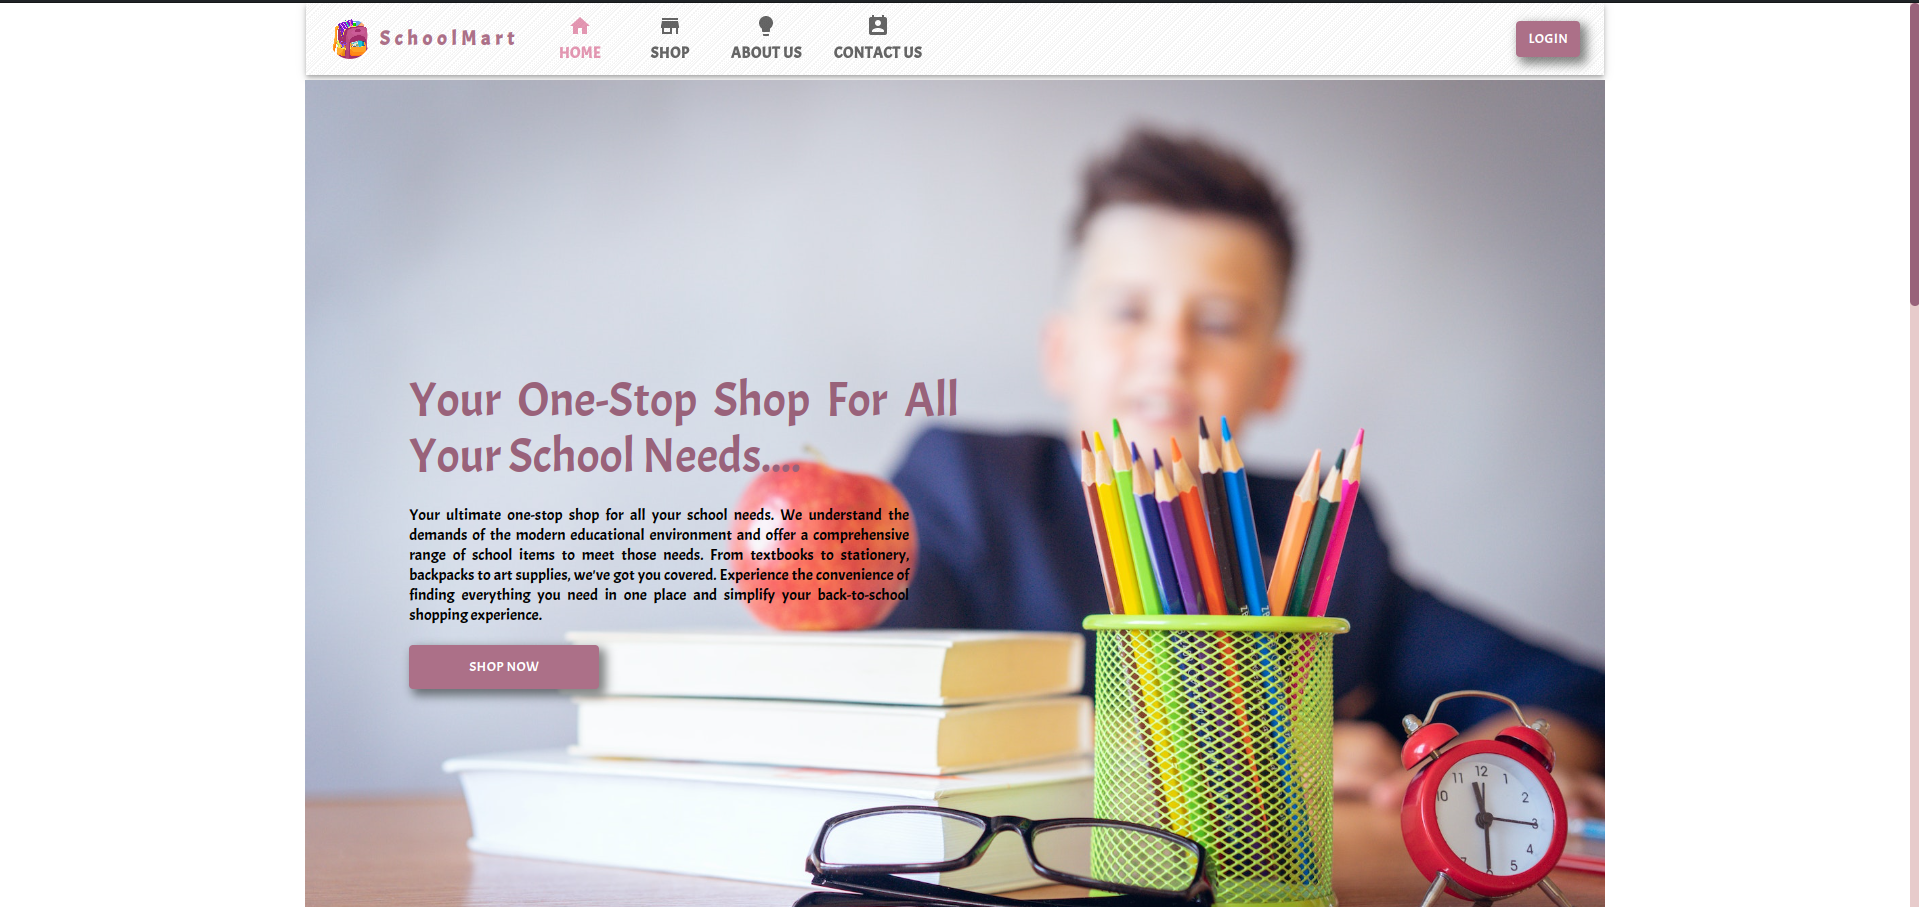 SchoolMart
HOME
SHOP
ABOUT US
CONTACT US
LOGIN
Your One-Stop Shop For All
Your School Needs....
Your ultimate one-stop shop for all your school needs. We understand the
demands of the modern educational environment and offer a comprehensive
range of school items to meet those needs. From textbooks to stationery,
backpacks to art supplies, we've got you covered. Experience the convenience of
finding everything you need in one place and simplify your back-to-school
shopping experience.
SHOP NOW
11 12 1
10 2
3
4
7 6 5